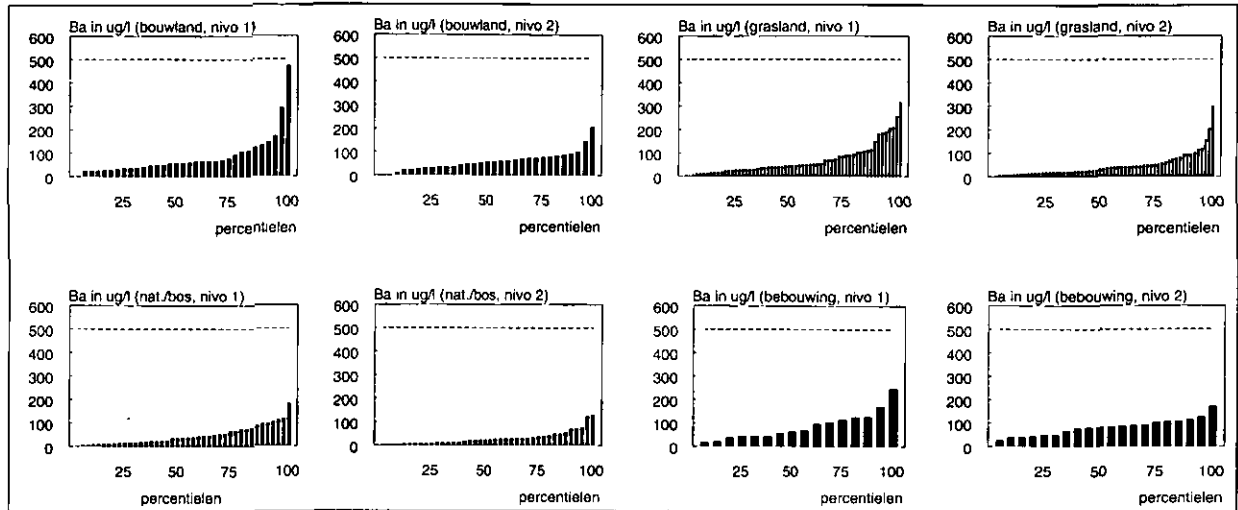 Ba in ug/l (bouwland, nivo 1)
600
500
400
300
200
100
0
25 50 75 100
percentielen
Ba in ug/l (bouwland, nivo 2)
600
500
400
300
200
100
0
25 50 75 100
percentielen
Ba in ug/l (grasland, nivo 1)
600
500
400
300
200
100
0
25 50 75 100
percentielen
Ba in ug/l (grasland, nivo 2)
600
500
400
300
200
100
0
25 50 75 100
percentielen
Ba in ug/l (nat./bos, nivo 1)
600
500
400
300
200
100
0
25 50 75 100
percentielen
Ba in ug/l (nat./bos, nivo 2)
600
500
400
300
200
100
0
25 50 75 100
percentielen
Ba in ug/l (bebouwing, nivo 1)
600
500
400
300
200
100
0
25 50 75 100
percentielen
Ba in ug/l (bebouwing, nivo 2)
600
500
400
300
200
100
0
25 50 75 100
percentielen